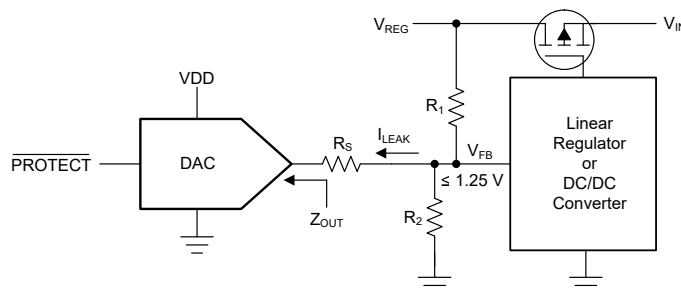 VREG
VIN
VDD
R1
Linear
Regulator
or
DC/DC
Converter
ILEAK
RS
VFB
PROTECT
DAC
≤ 1.25 V
R2
ZOUT